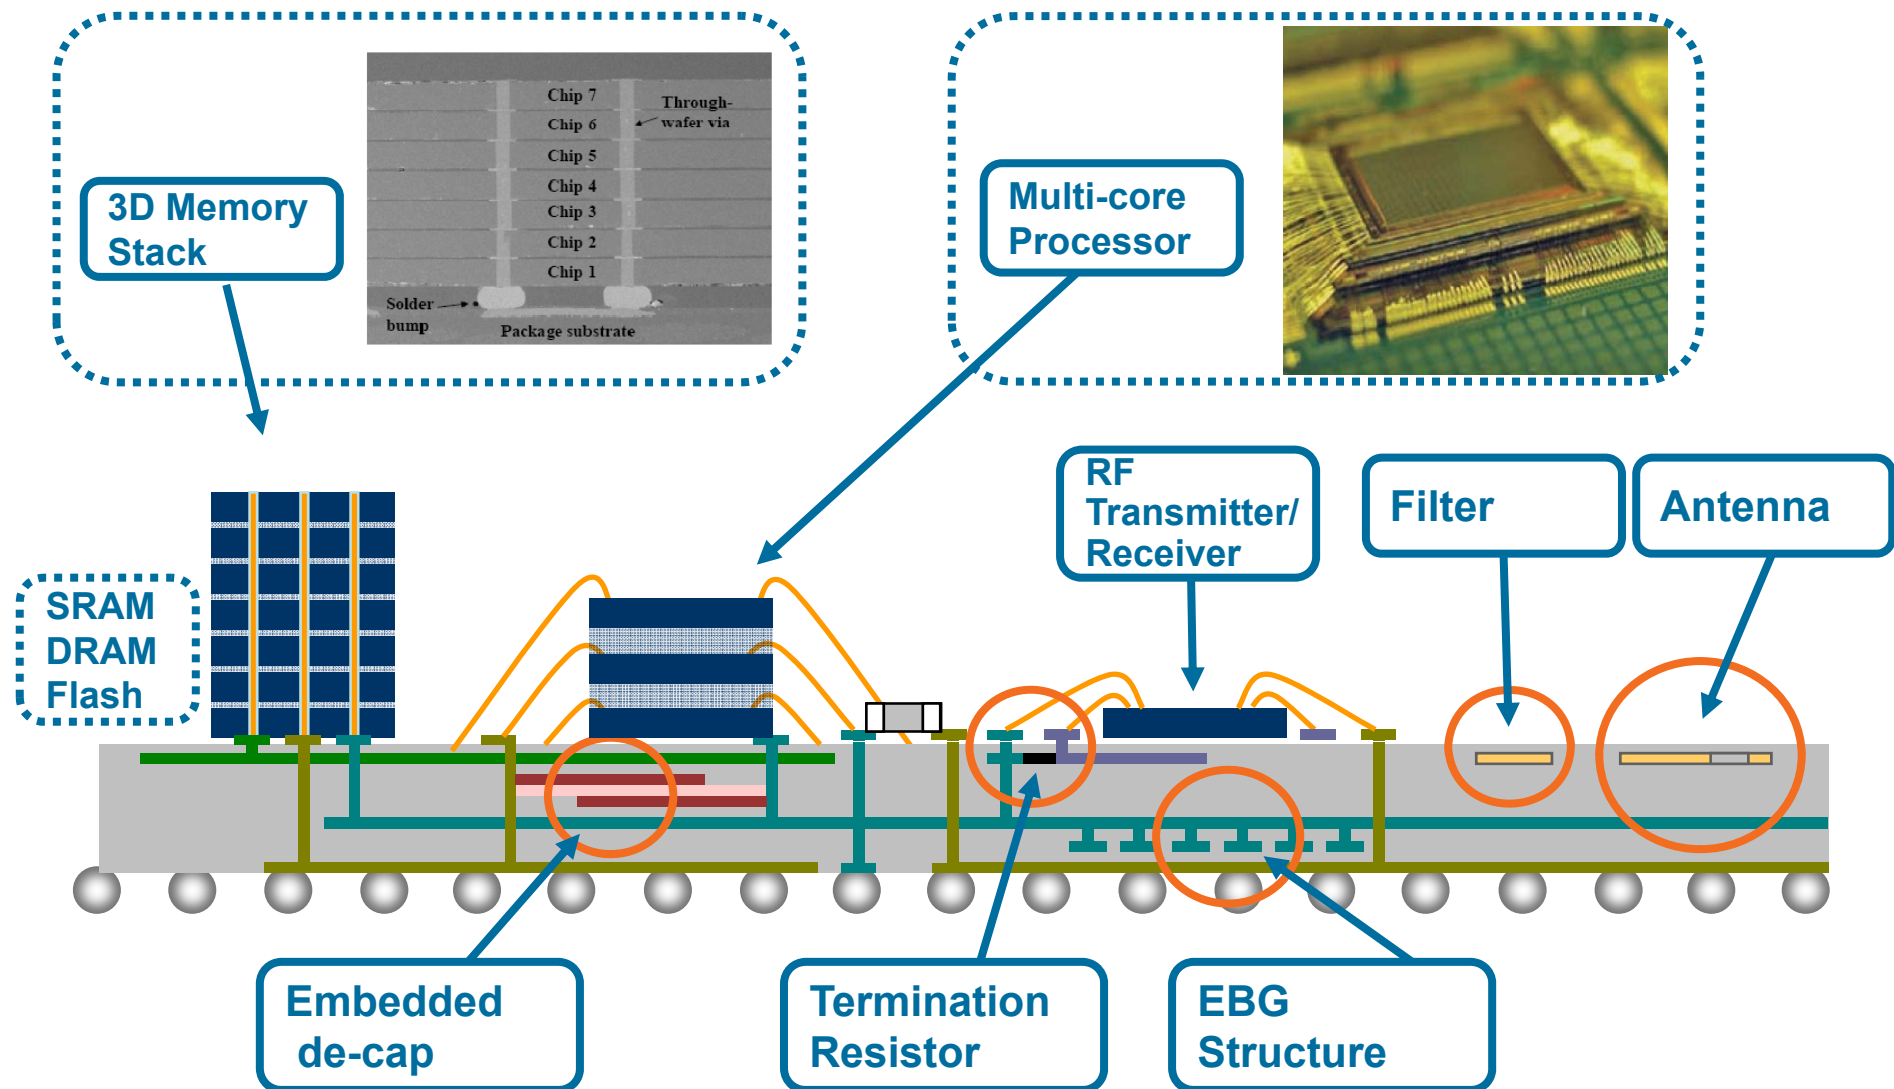 3D Memory
Stack
Chip 7
Chip 6
Chip 5
Chip 4
Chip 3
Chip 2
Chip 1
Through-
wafer via
Solder
bump
Package substrate
Multi-core
Processor
RF
Transmitter/
Receiver
Filter
Antenna
SRAM
DRAM
Flash
Embedded
de-cap
Termination
Resistor
EBG
Structure